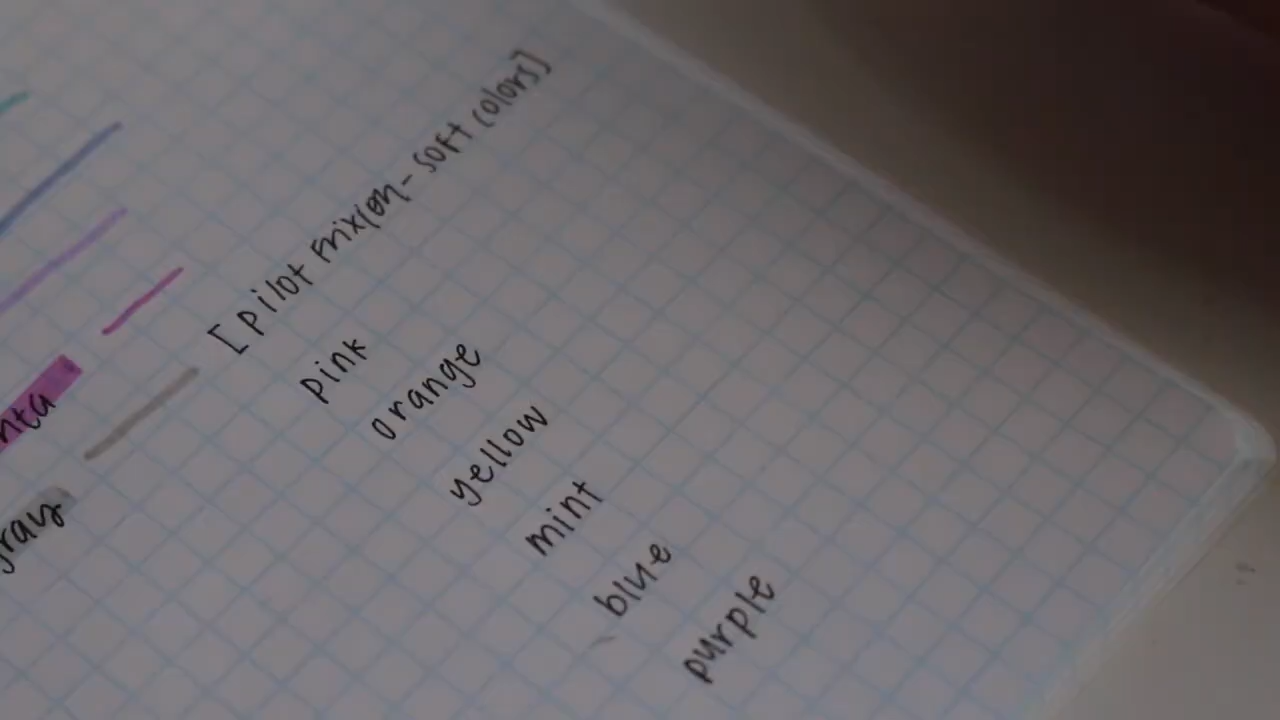 [pilot Frixion - soft colors]
pink
orange
yellow
mint
blue
purple